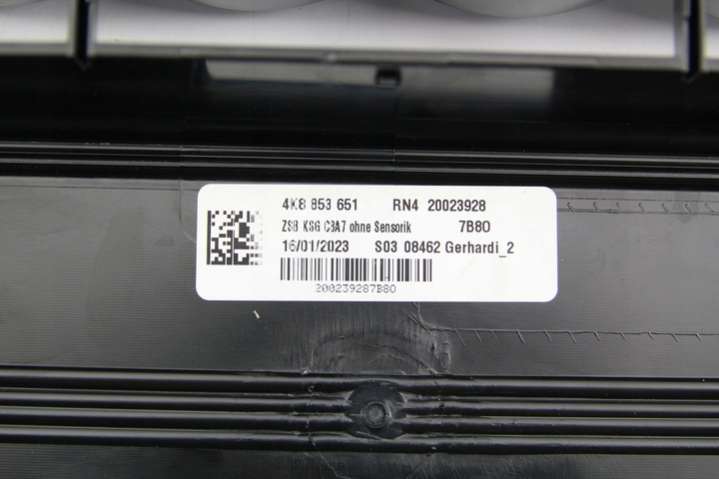 4K8 853 651 RN4 20023928
ZSB KSG C8A7 ohne Sensorik 7B80
16/01/2023 S03 08462 Gerhardi_2
200239287B80